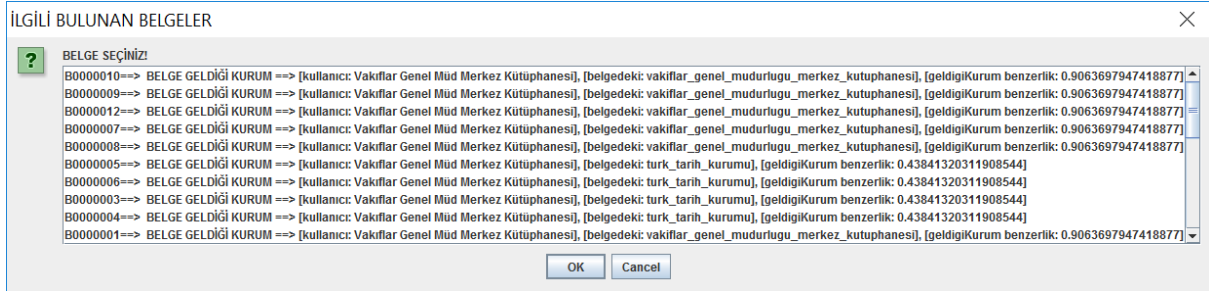 İLGİLİ BULUNAN BELGELER
BELGE SEÇİNİZ!
B0000010==> BELGE GELDİĞİ KURUM ==> [kullanıcı: Vakıflar Genel Müd Merkez Kütüphanesi], [belgedeki: vakiflar_genel_mudurlugu_merkez_kutuphanesi], [geldigiKurum benzerlik: 0.9063697947418877]
B0000009==> BELGE GELDİĞİ KURUM ==> [kullanıcı: Vakıflar Genel Müd Merkez Kütüphanesi], [belgedeki: vakiflar_genel_mudurlugu_merkez_kutuphanesi], [geldigiKurum benzerlik: 0.9063697947418877]
B0000012==> BELGE GELDİĞİ KURUM ==> [kullanıcı: Vakıflar Genel Müd Merkez Kütüphanesi], [belgedeki: vakiflar_genel_mudurlugu_merkez_kutuphanesi], [geldigiKurum benzerlik: 0.9063697947418877]
B0000007==> BELGE GELDİĞİ KURUM ==> [kullanıcı: Vakıflar Genel Müd Merkez Kütüphanesi], [belgedeki: vakiflar_genel_mudurlugu_merkez_kutuphanesi], [geldigiKurum benzerlik: 0.9063697947418877]
B0000008==> BELGE GELDİĞİ KURUM ==> [kullanıcı: Vakıflar Genel Müd Merkez Kütüphanesi], [belgedeki: vakiflar_genel_mudurlugu_merkez_kutuphanesi], [geldigiKurum benzerlik: 0.9063697947418877]
B0000005==> BELGE GELDİĞİ KURUM ==> [kullanıcı: Vakıflar Genel Müd Merkez Kütüphanesi], [belgedeki: turk_tarih_kurumu], [geldigiKurum benzerlik: 0.43841320311908544]
B0000006==> BELGE GELDİĞİ KURUM ==> [kullanıcı: Vakıflar Genel Müd Merkez Kütüphanesi], [belgedeki: turk_tarih_kurumu], [geldigiKurum benzerlik: 0.43841320311908544]
B0000003==> BELGE GELDİĞİ KURUM ==> [kullanıcı: Vakıflar Genel Müd Merkez Kütüphanesi], [belgedeki: turk_tarih_kurumu], [geldigiKurum benzerlik: 0.43841320311908544]
B0000004==> BELGE GELDİĞİ KURUM ==> [kullanıcı: Vakıflar Genel Müd Merkez Kütüphanesi], [belgedeki: turk_tarih_kurumu], [geldigiKurum benzerlik: 0.43841320311908544]
B0000001==> BELGE GELDİĞİ KURUM ==> [kullanıcı: Vakıflar Genel Müd Merkez Kütüphanesi], [belgedeki: vakiflar_genel_mudurlugu_merkez_kutuphanesi], [geldigiKurum benzerlik: 0.9063697947418877]
OK Cancel